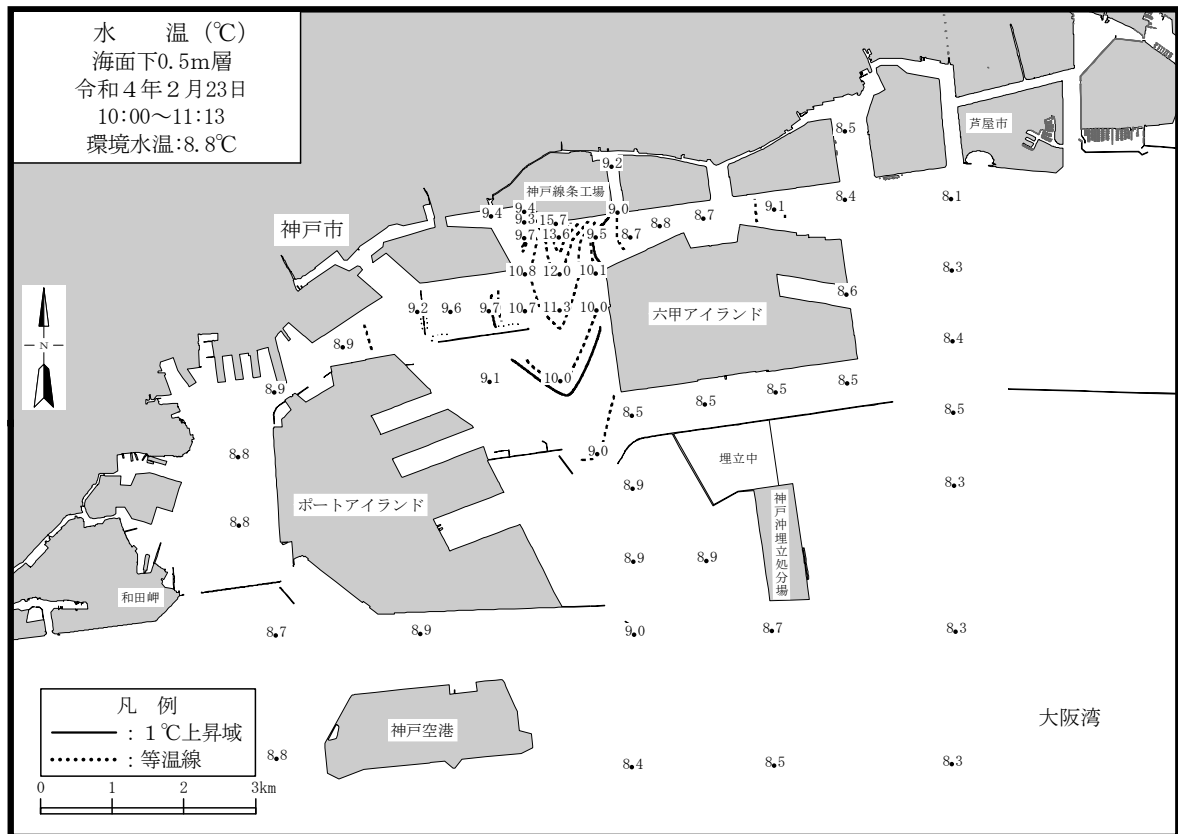 水　　温（℃）
海面下0.5m層
令和４年２月23日
10:00～11:13
環境水温:8.8℃
芦屋市
8.5
9.2
神戸線条工場
8.4
8.1
9.4
9.4
9.3
15.7
9.0
8.7
9.1
8.8
神戸市
9.7
13.6
9.5
8.7
10.8
12.0
10.1
8.3
8.6
9.2
9.6
9.7
10.7
11.3
10.0
六甲アイランド
8.9
8.4
N
8.9
9.1
10.0
8.5
8.5
8.5
8.5
8.5
8.8
9.0
埋立中
8.9
8.3
ポートアイランド
8.8
神戸沖埋立処分場
8.9
8.9
和田岬
8.7
8.9
9.0
8.7
8.3
凡　例
：１℃上昇域
：等温線
神戸空港
大阪湾
8.8
8.4
8.5
8.3
0 1 2 3km